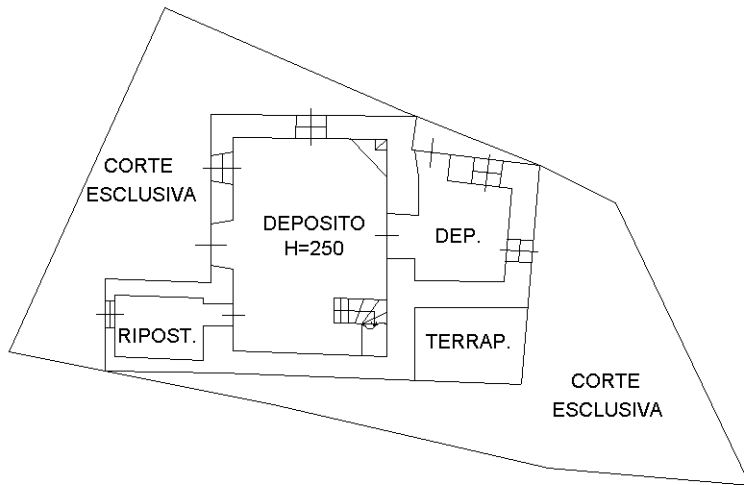 CORTE
ESCLUSIVA
DEPOSITO
H=250
DEP.
RIPOST.
TERRAP.
CORTE
ESCLUSIVA